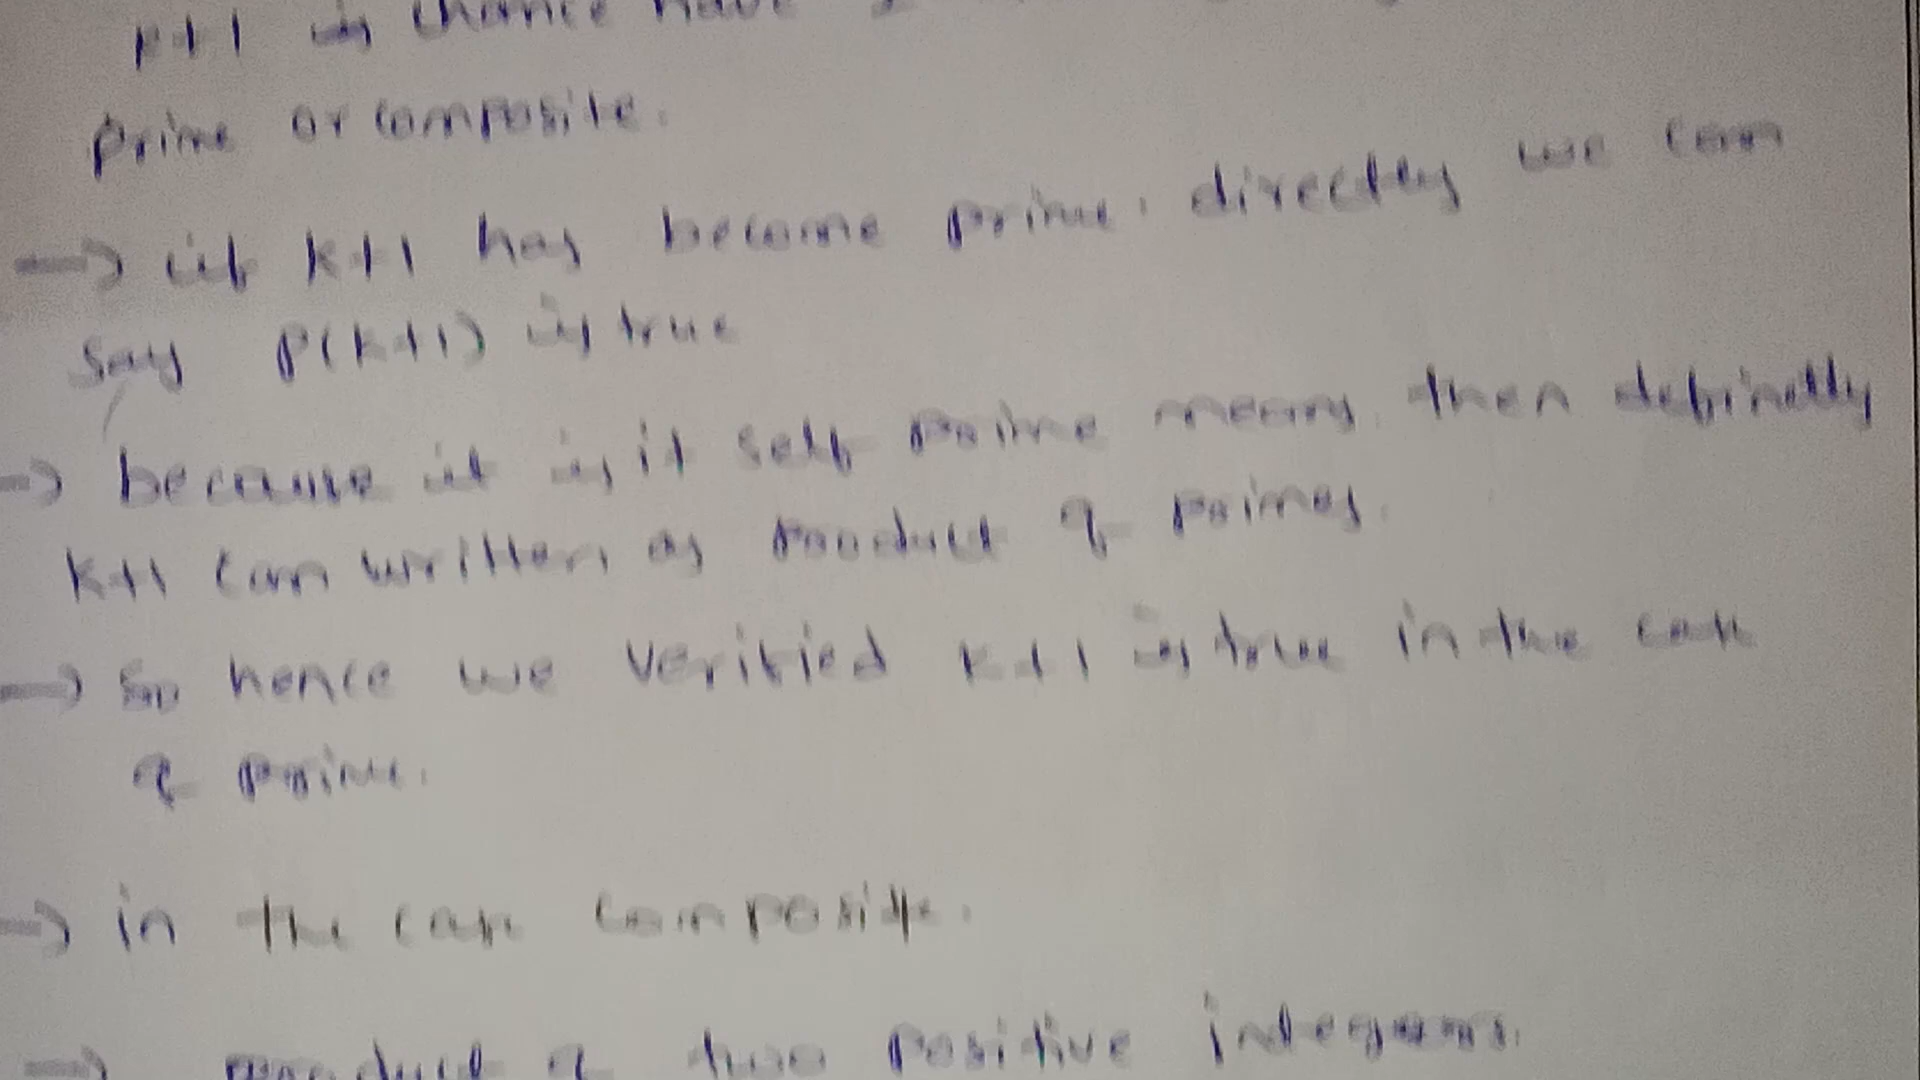 k+1 is chance have
prime or composite.
→ if k+1 has become prime. directly we can
say P(k+1) is true
→ because it is it self prime means, then definetly
k+1 can written as product of primes.
→ so hence we verified k+1 is true in the case
of prime.
→ in the case composite.
→ product of two positive integers.